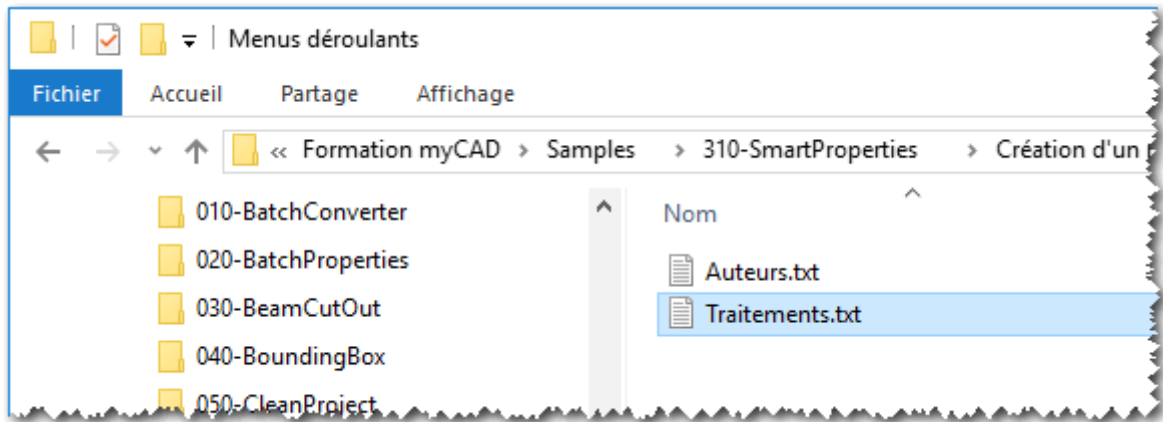 Menus déroulants
Fichier Accueil Partage Affichage
« Formation myCAD > Samples > 310-SmartProperties > Création d'un
010-BatchConverter
020-BatchProperties
030-BeamCutOut
040-BoundingBox
050-CleanProject
Nom
Auteurs.txt
Traitements.txt